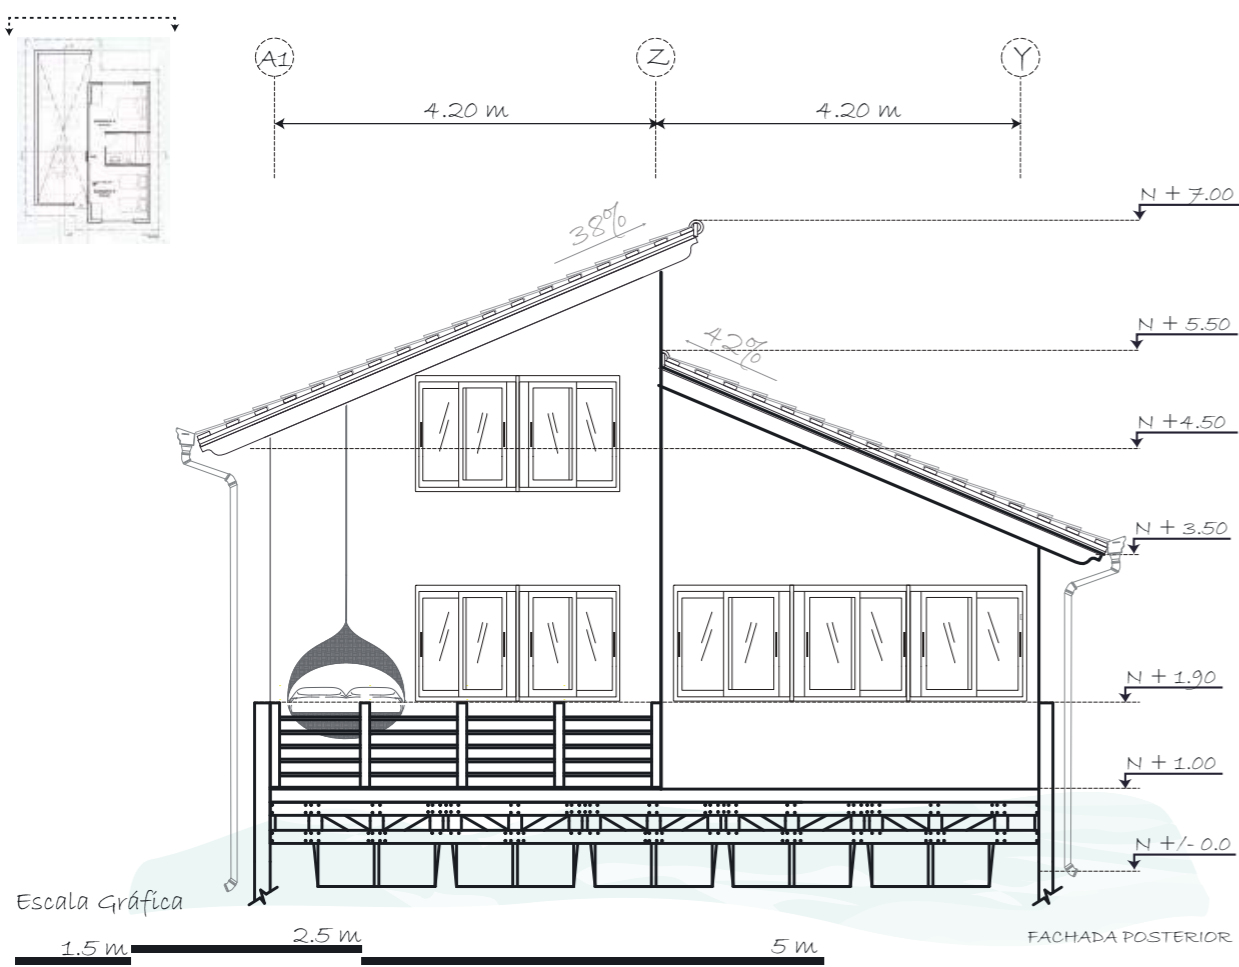 A1 Z Y
4.20 m 4.20 m
N + 7.00
38%
N + 5.50
42%
N +4.50
N + 3.50
N + 1.90
N + 1.00
N +/- 0.0
Escala Gráfica
FACHADA POSTERIOR
1.5 m 2.5 m 5 m